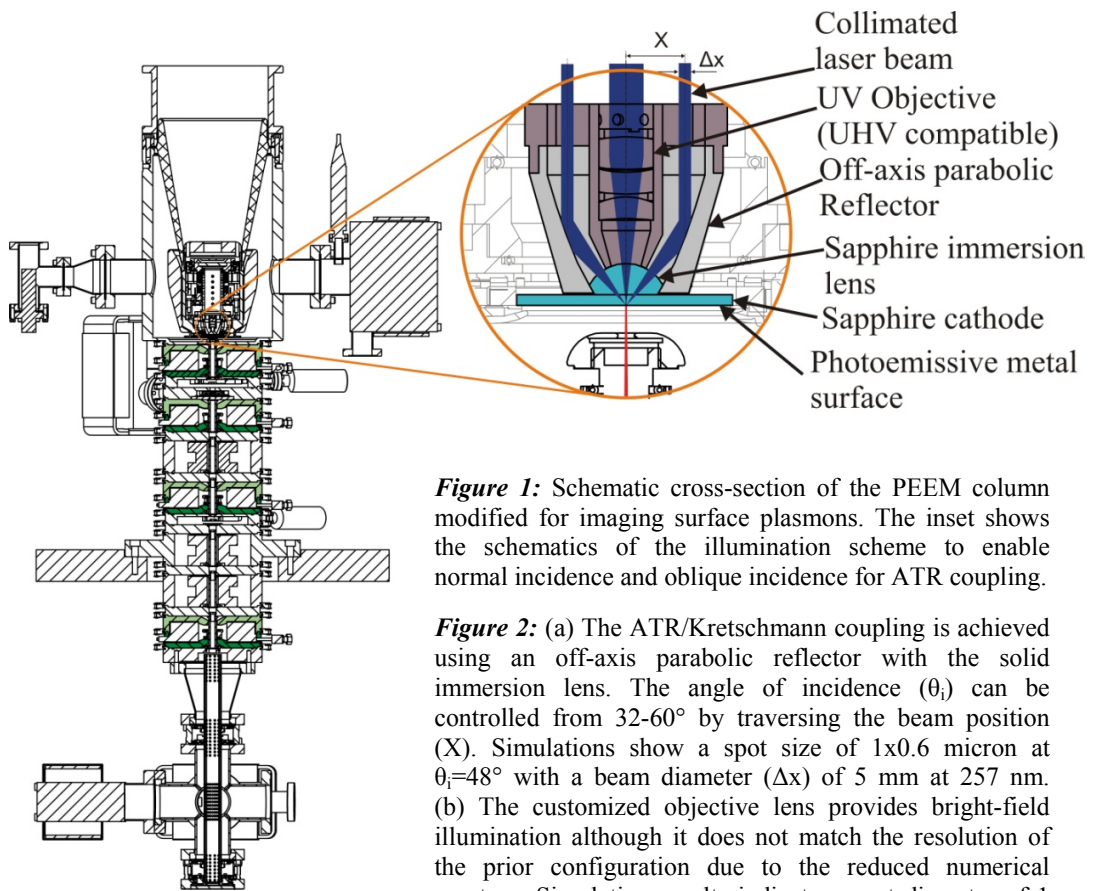 X
Δx
Collimated
laser beam
UV Objective
(UHV compatible)
Off-axis parabolic
Reflector
Sapphire immersion
lens
Sapphire cathode
Photoemissive metal
surface
Figure 1: Schematic cross-section of the PEEM column
modified for imaging surface plasmons. The inset shows
the schematics of the illumination scheme to enable
normal incidence and oblique incidence for ATR coupling.
Figure 2: (a) The ATR/Kretschmann coupling is achieved
using an off-axis parabolic reflector with the solid
immersion lens. The angle of incidence (θi) can be
controlled from 32-60° by traversing the beam position
(X). Simulations show a spot size of 1x0.6 micron at
θi=48° with a beam diameter (Δx) of 5 mm at 257 nm.
(b) The customized objective lens provides bright-field
illumination although it does not match the resolution of
the prior configuration due to the reduced numerical